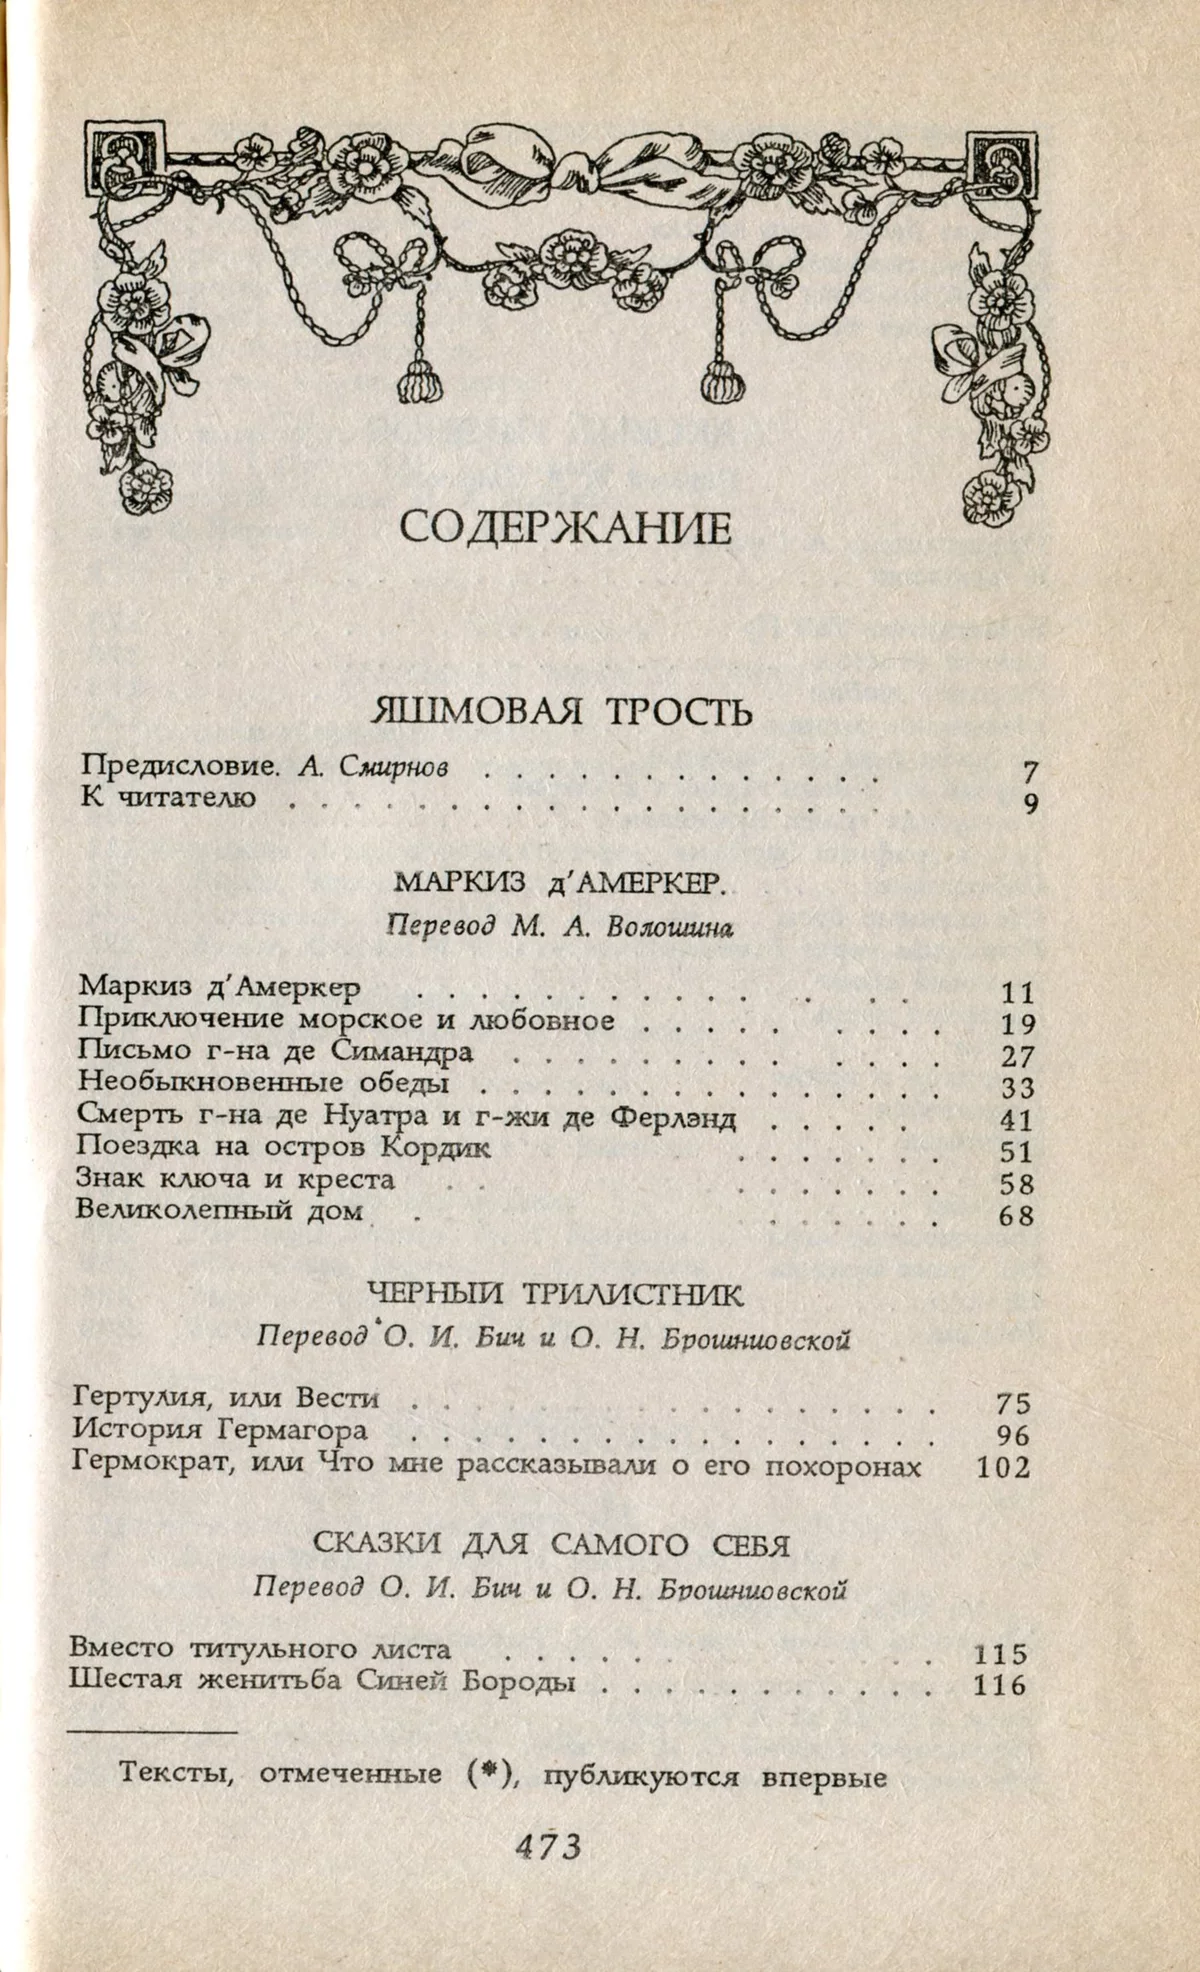 СОДЕРЖАНИЕ
ЯШМОВАЯ ТРОСТЬ
Предисловие. А. Смирнов . . . . . . . . . . . . . 7
К читателю . . . . . . . . . . . . . . . . . . . 9
МАРКИЗ д'АМЕРКЕР.
Перевод М. А. Волошина
Маркиз д'Амеркер . . . . . . . . . . . . . . 11
Приключение морское и любовное . . . . . . . . . 19
Письмо г-на де Симандра . . . . . . . . . . . . . 27
Необыкновенные обеды . . . . . . . . . . . . . . . 33
Смерть г-на де Нуатра и г-жи де Ферлэнд . . . . . 41
Поездка на остров Кордик . . . . . . . 51
Знак ключа и креста . . . . . . . . . 58
Великолепный дом . . . . . . . 68
ЧЕРНЫЙ ТРИЛИСТНИК
Перевод О. И. Бич и О. Н. Брошниовской
Гертулия, или Вести . . . . . . . . . . . . . . . 75
История Гермагора . . . . . . . . . . . . . . . . . 96
Гермократ, или Что мне рассказывали о его похоронах 102
СКАЗКИ ДЛЯ САМОГО СЕБЯ
Перевод О. И. Бич и О. Н. Брошниовской
Вместо титульного листа . . . . . . . . 115
Шестая женитьба Синей Бороды . . . . . . . . . . . 116
Тексты, отмеченные (*), публикуются впервые
473